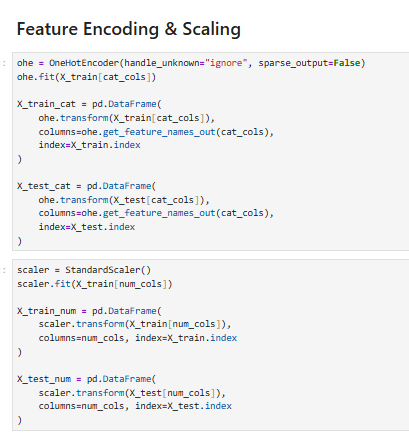 Feature Encoding & Scaling
: ohe = OneHotEncoder(handle_unknown="ignore", sparse_output=False)
ohe.fit(X_train[cat_cols])
X_train_cat = pd.DataFrame(
    ohe.transform(X_train[cat_cols]),
    columns=ohe.get_feature_names_out(cat_cols),
    index=X_train.index
)
X_test_cat = pd.DataFrame(
    ohe.transform(X_test[cat_cols]),
    columns=ohe.get_feature_names_out(cat_cols),
    index=X_test.index
)
: scaler = StandardScaler()
scaler.fit(X_train[num_cols])
X_train_num = pd.DataFrame(
    scaler.transform(X_train[num_cols]),
    columns=num_cols, index=X_train.index
)
X_test_num = pd.DataFrame(
    scaler.transform(X_test[num_cols]),
    columns=num_cols, index=X_test.index
)